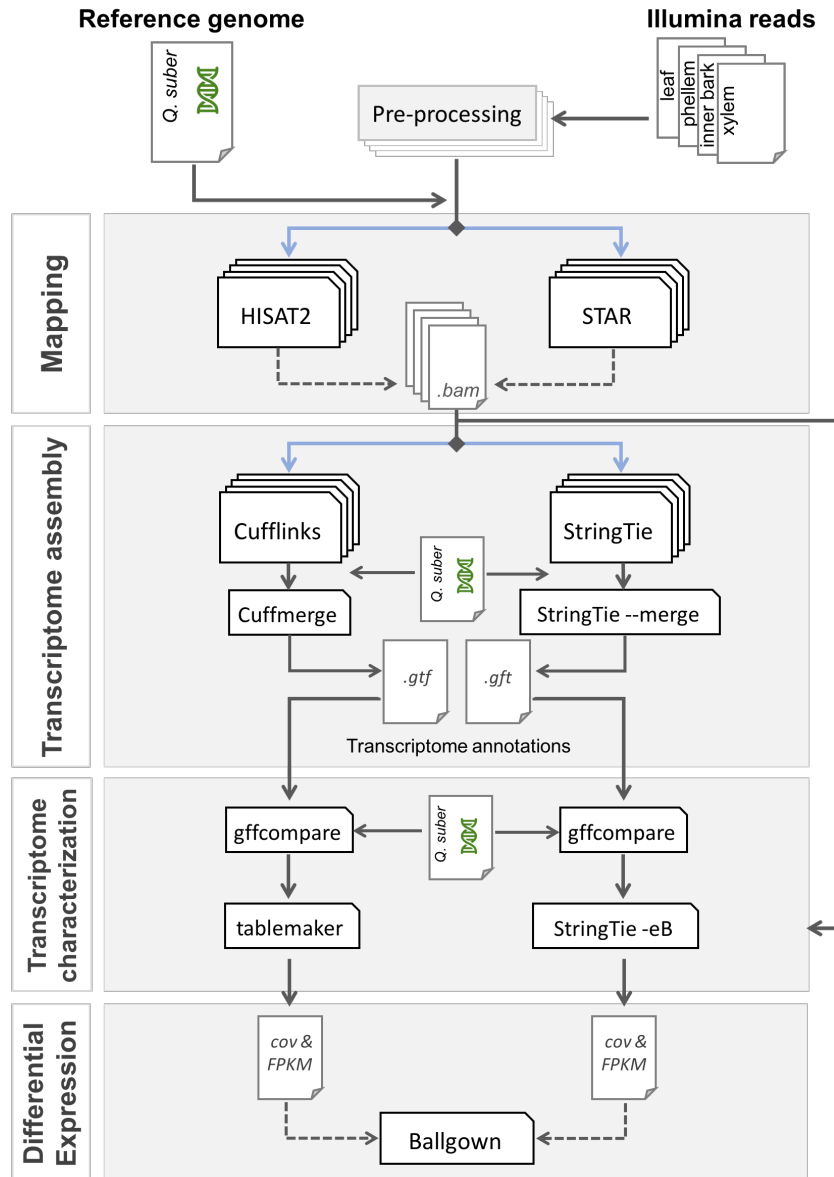 Reference genome
Illumina reads
Q. suber
leaf
phellem
inner bark
xylem
Pre-processing
Mapping
HISAT2
STAR
.bam
Transcriptome assembly
Cufflinks
StringTie
Q. suber
Cuffmerge
StringTie --merge
.gtf
.gft
Transcriptome annotations
Transcriptome
characterization
gffcompare
Q. suber
gffcompare
tablemaker
StringTie -eB
Differential
Expression
cov &
FPKM
cov &
FPKM
Ballgown